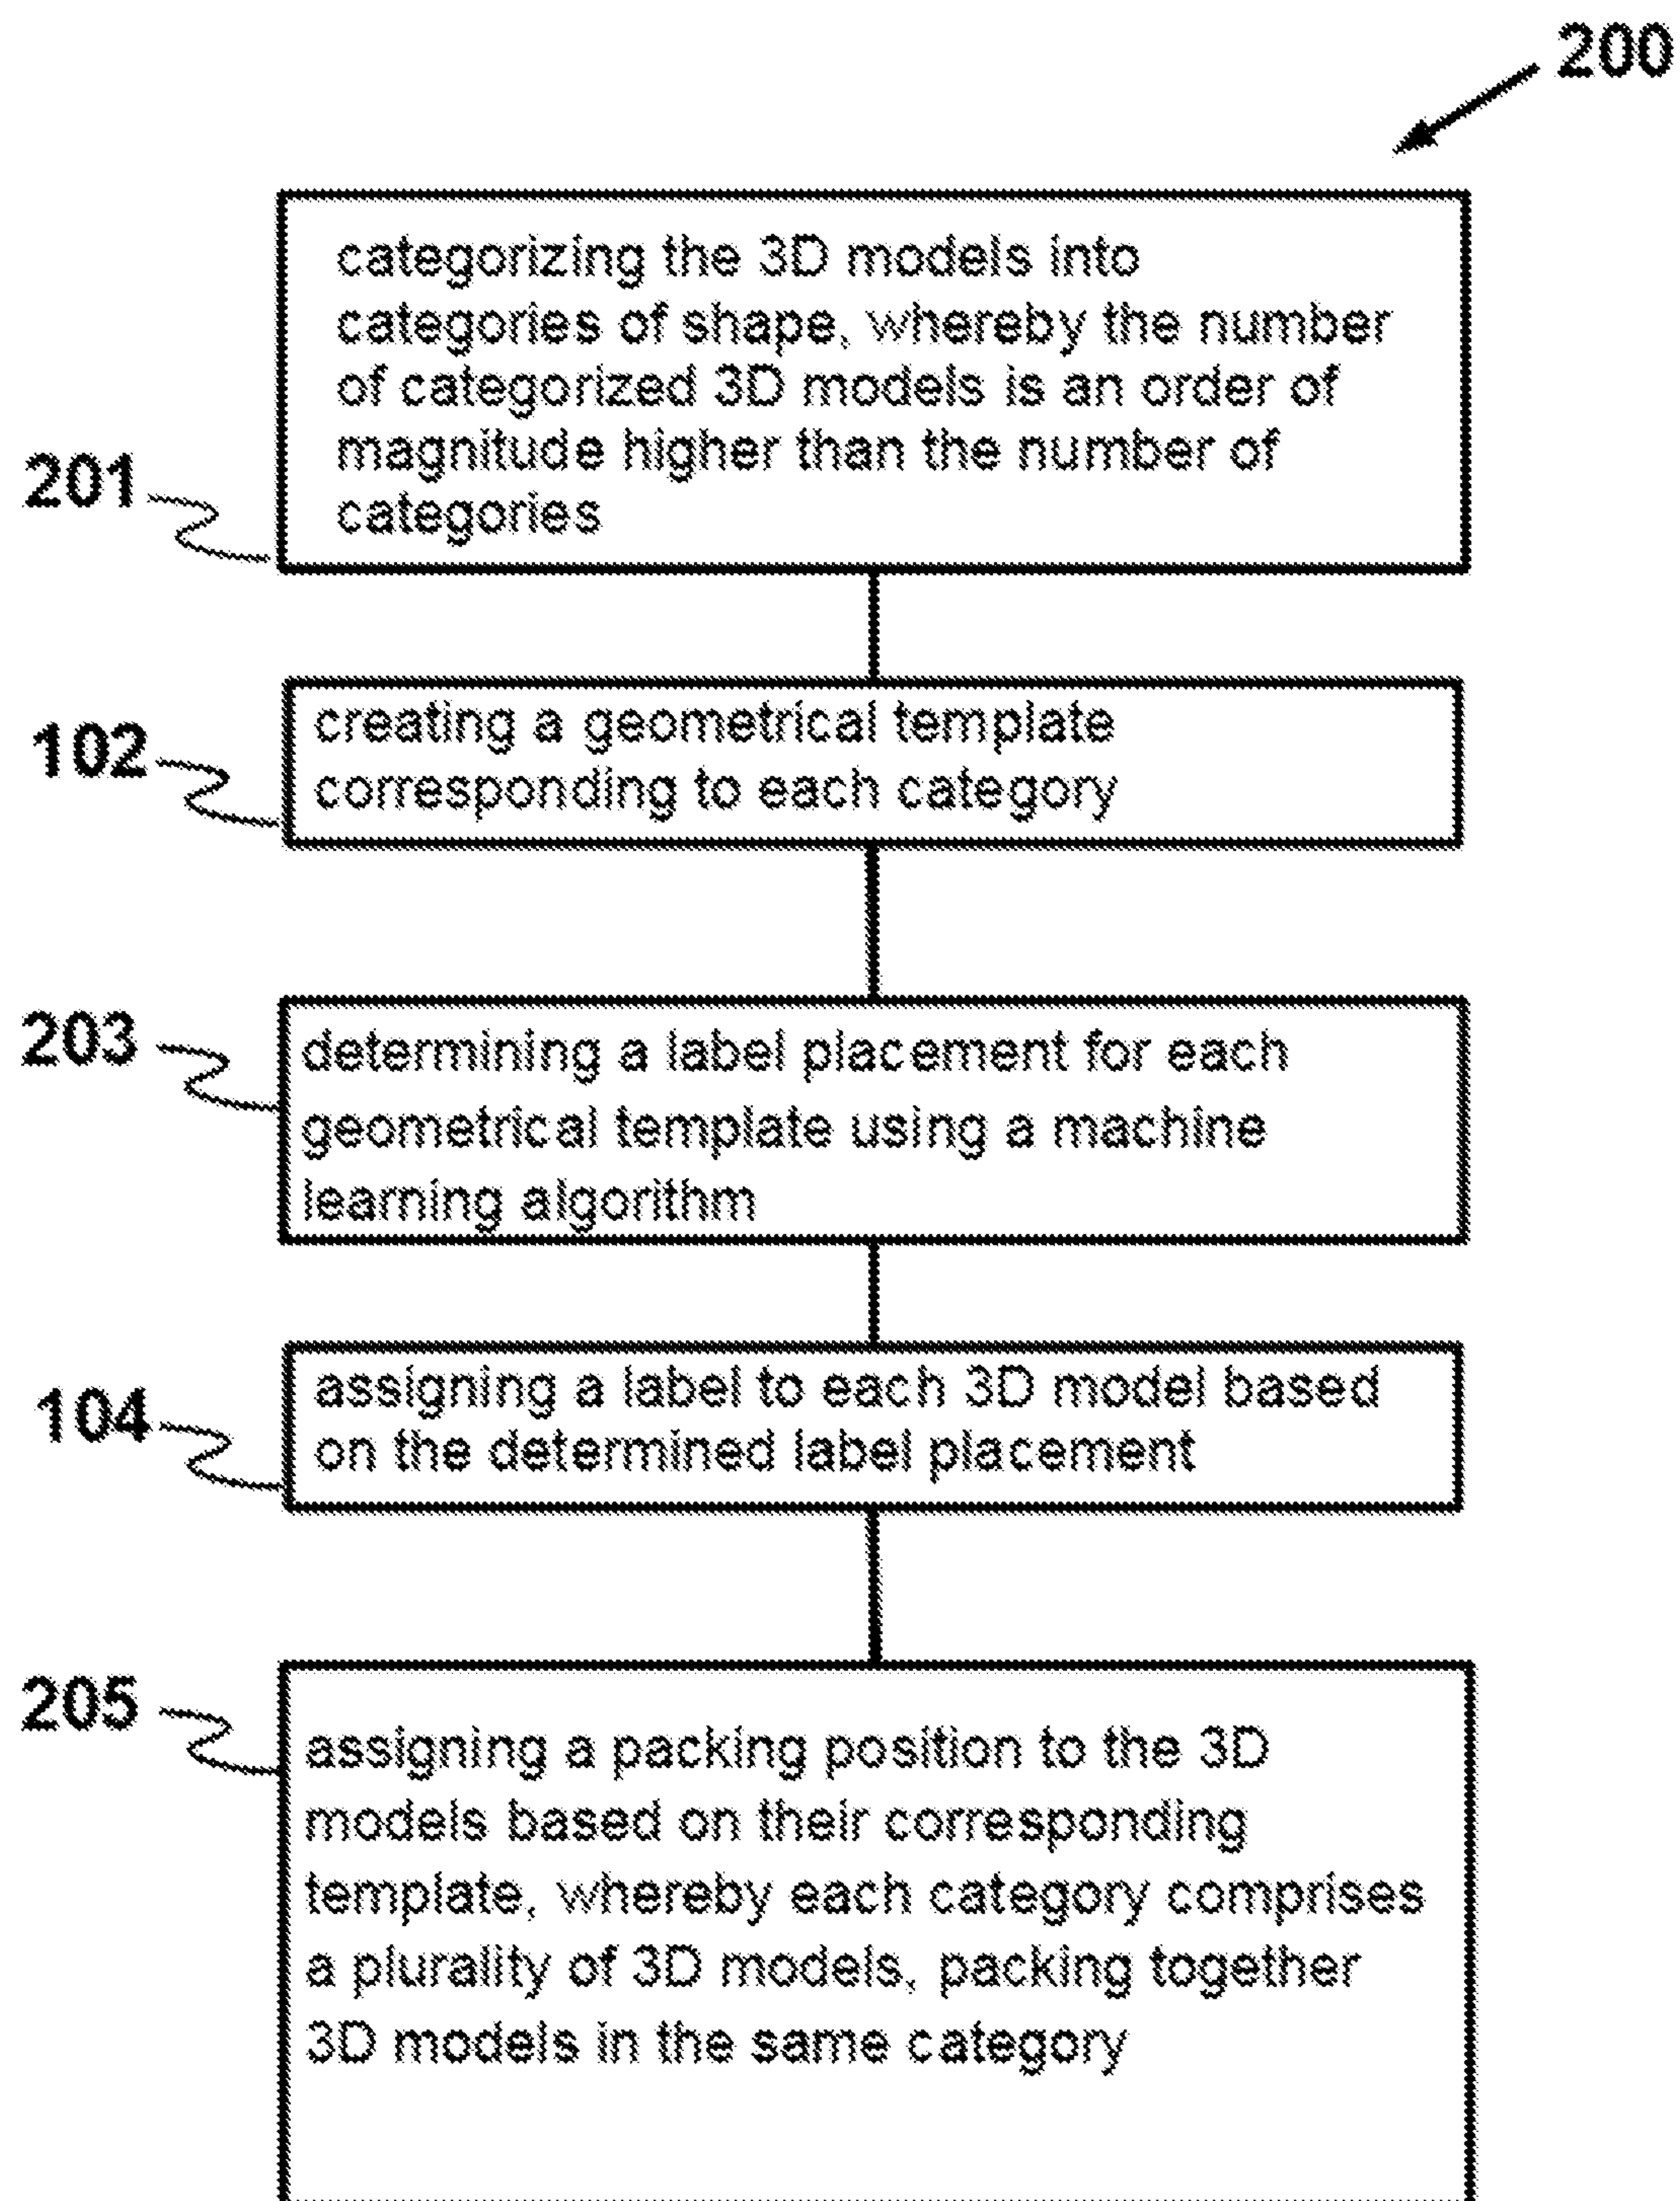 200
categorizing the 3D models into
categories of shape, whereby the number
of categorized 3D models is an order of
magnitude higher than the number of
categories
201
creating a geometrical template
corresponding to each category
102
determining a label placement for each
geometrical template using a machine
learning algorithm
203
assigning a label to each 3D model based
on the determined label placement
104
assigning a packing position to the 3D
models based on their corresponding
template, whereby each category comprises
a plurality of 3D models, packing together
3D models in the same category
205